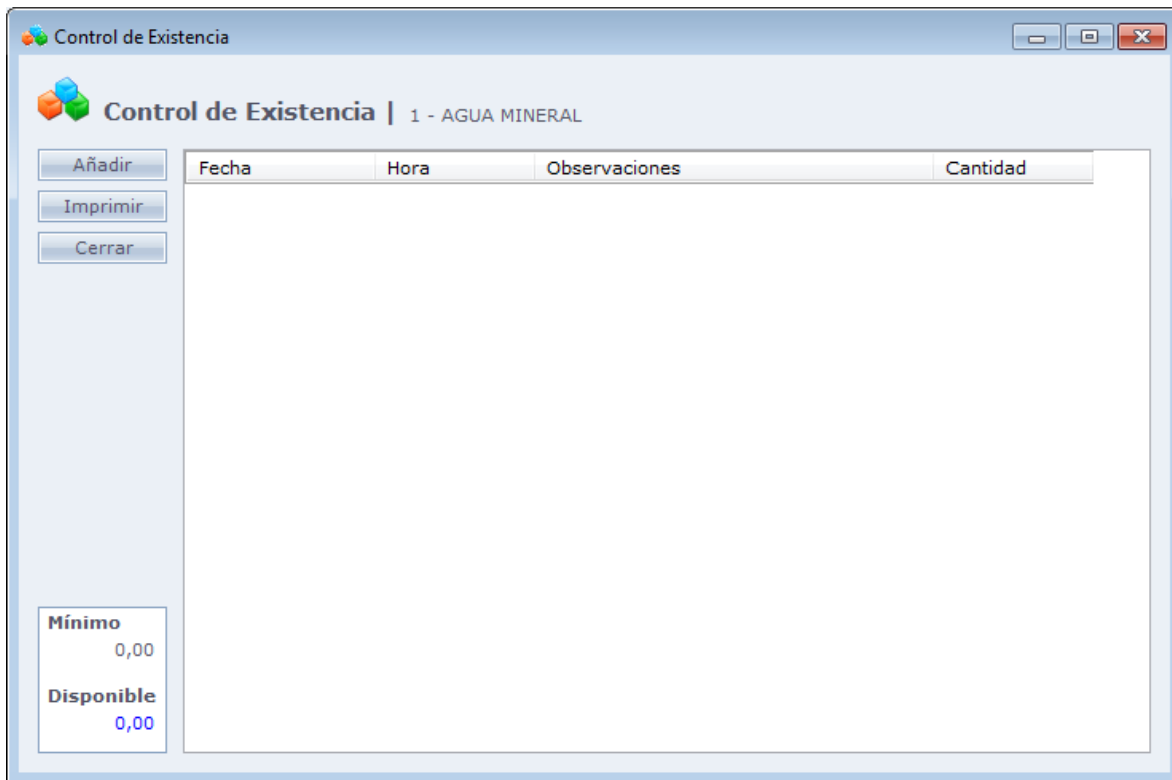 Control de Existencia
Control de Existencia | 1 - AGUA MINERAL
Añadir
Imprimir
Cerrar
Fecha Hora Observaciones Cantidad
Mínimo
0,00
Disponible
0,00